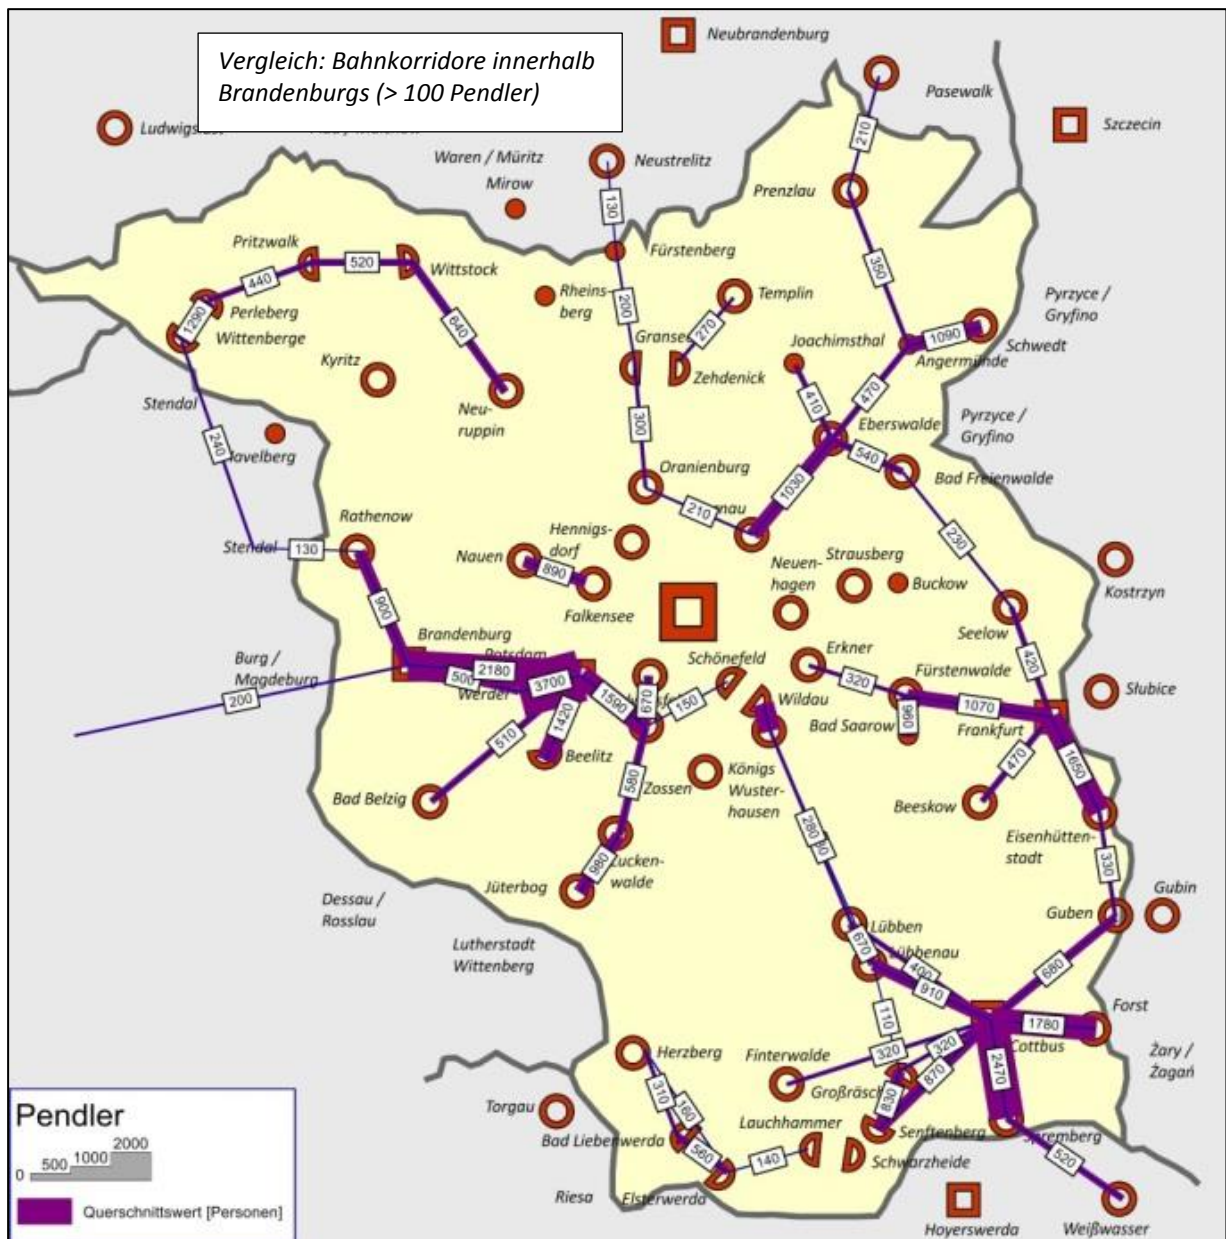 Vergleich: Bahnkorridore innerhalb
Brandenburgs (> 100 Pendler)
Neubrandenburg
Pasewalk
Szczecin
Waren / Müritz
Mirow
Neustrelitz
210
130
Prenzlau
Pritzwalk
520
Wittstock
Fürstenberg
350
440
Perleberg
1290
Wittenberge
Rheins-
berg
200
Templin
Pyrzyce /
Gryfino
640
270
Joachimsthal
1090
Schwedt
Angermünde
Kyritz
Zehdenick
Stendal
Neu-
ruppin
410
470
Eberswalde
Pyrzyce /
Gryfino
240
300
540
Bad Freienwalde
Oranienburg
1030
210
230
Rathenow
Hennigs-
dorf
Stendal
130
Nauen
890
Falkensee
Neuen-
hagen
Strausberg
Buckow
Kostrzyn
Seelow
900
Brandenburg
Potsdam
Schönefeld
Erkner
Burg /
Magdeburg
500
2180
Werder
3700
1590
670
150
Wildau
320
Fürstenwalde
420
Słubice
200
510
1420
Bad Saarow
960
1070
Frankfurt
Beelitz
470
1650
Bad Belzig
580
Zossen
Königs
Wuster-
hausen
Beeskow
Eisenhütten-
stadt
980
Jüterbog
280
330
Dessau /
Rosslau
Guben
Gubin
Lutherstadt
Wittenberg
Lübben
670
Lübbenau
400
910
680
110
Forst
1780
Cottbus
Żary /
Żagań
Herzberg
Finterwalde
320
320
870
2470
310
160
830
Torgau
Lauchhammer
Bad Liebenwerda
560
140
Senftenberg
Spremberg
Schwarzheide
520
Riesa
Elsterwerda
Hoyerswerda
Weißwasser
Pendler
0 500 1000 2000
Querschnittswert [Personen]